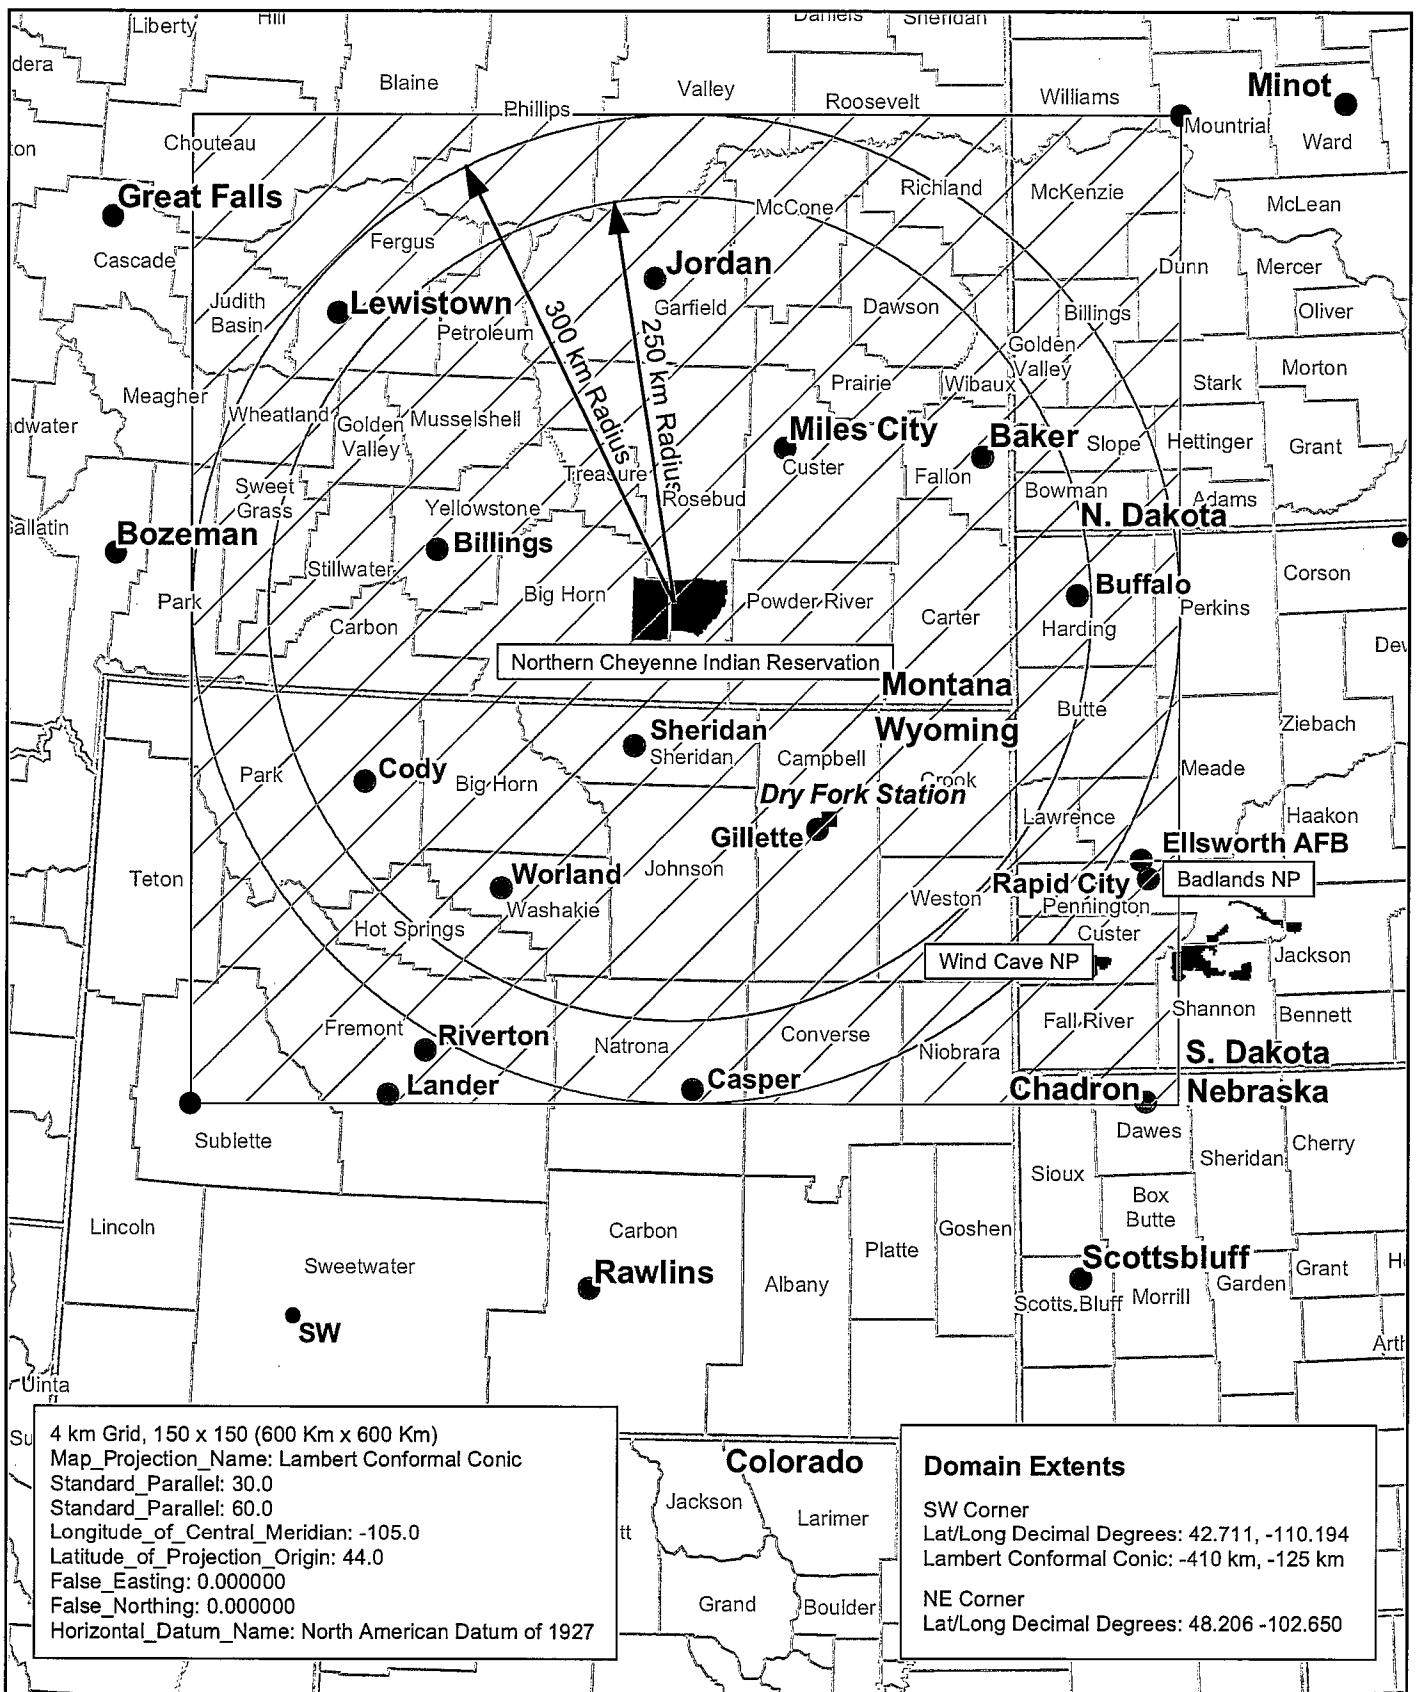 Liberty
Hill
Daniels
Sheridan
dera
Blaine
Valley
Phillips
Roosevelt
Williams
Minot
Mountrial
Ward
ton
Chouteau
Great Falls
Richland
McKenzie
McCone
McLean
Fergus
Cascade
Jordan
Dunn
Mercer
Judith
Basin
Lewistown
Garfield
Dawson
Billings
Oliver
Petroleum
300 km Radius
250 km Radius
Golden
Valley
Meagher
Prairie
Wibaux
Stark
Morton
Wheatland
Golden
Valley
Musselshell
adwater
Miles City
Baker
Slope
Hettinger
Grant
Treasure
Custer
Fallon
Sweet
Grass
Rosebud
Bowman
Adams
Yellowstone
N. Dakota
Gallatin
Bozeman
Billings
Stillwater
Corson
Big Horn
Buffalo
Park
Powder River
Carter
Perkins
Carbon
Harding
Dew
Northern Cheyenne Indian Reservation
Montana
Butte
Ziebach
Sheridan
Sheridan
Wyoming
Campbell
Park
Cody
Big Horn
Crook
Meade
Dry Fork Station
Haakon
Gillette
Lawrence
Ellsworth AFB
Teton
Worland
Johnson
Rapid City
Badlands NP
Washakie
Weston
Pennington
Hot Springs
Custer
Wind Cave NP
Jackson
Fremont
Riverton
Natrona
Converse
Niobrara
Fall River
Shannon
Bennett
S. Dakota
Lander
Casper
Chadron
Nebraska
Sublette
Dawes
Cherry
Sioux
Sheridan
Box
Butte
Lincoln
Carbon
Goshen
Platte
Sweetwater
Rawlins
Albany
Scottsbluff
Garden
Grant
Scotts Bluff
Morrill
SW
Art
Uinta
Su
4 km Grid, 150 x 150 (600 Km x 600 Km)
Map_Projection_Name: Lambert Conformal Conic
Standard_Parallel: 30.0
Standard_Parallel: 60.0
Longitude_of_Central_Meridian: -105.0
Latitude_of_Projection_Origin: 44.0
False_Easting: 0.000000
False_Northing: 0.000000
Horizontal_Datum_Name: North American Datum of 1927
Colorado
Jackson
Larimer
tt
Grand
Boulder
Domain Extents
SW Corner
Lat/Long Decimal Degrees: 42.711, -110.194
Lambert Conformal Conic: -410 km, -125 km
NE Corner
Lat/Long Decimal Degrees: 48.206 -102.650